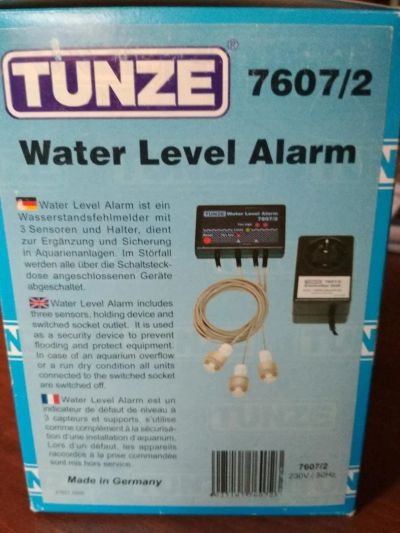 TUNZE® 7607/2
Water Level Alarm
Water Level Alarm ist ein
Wasserstandsfehlmelder mit
3 Sensoren und Halter, dient
zur Ergänzung und Sicherung
in Aquarienanlagen. Im Störfall
werden alle über die Schaltsteck-
dose angeschlossenen Geräte
abgeschaltet.
Water Level Alarm includes
three sensors, holding device and
switched socket outlet. It is used
as a security device to prevent
flooding and protect equipment.
In case of an aquarium overflow
or a run dry condition all units
connected to the switched socket
are switched off.
Water Level Alarm est un
indicateur de défaut de niveau à
3 capteurs et supports, s'utilise
comme complément à la sécurisa-
tion d'une installation d'aquarium.
Lors d'un défaut, les appareils
raccordés à la prise commandée
sont mis hors service.
Made in Germany
TUNZE Water Level Alarm
7607/2
TUNZE
7607/2
230V / 50Hz